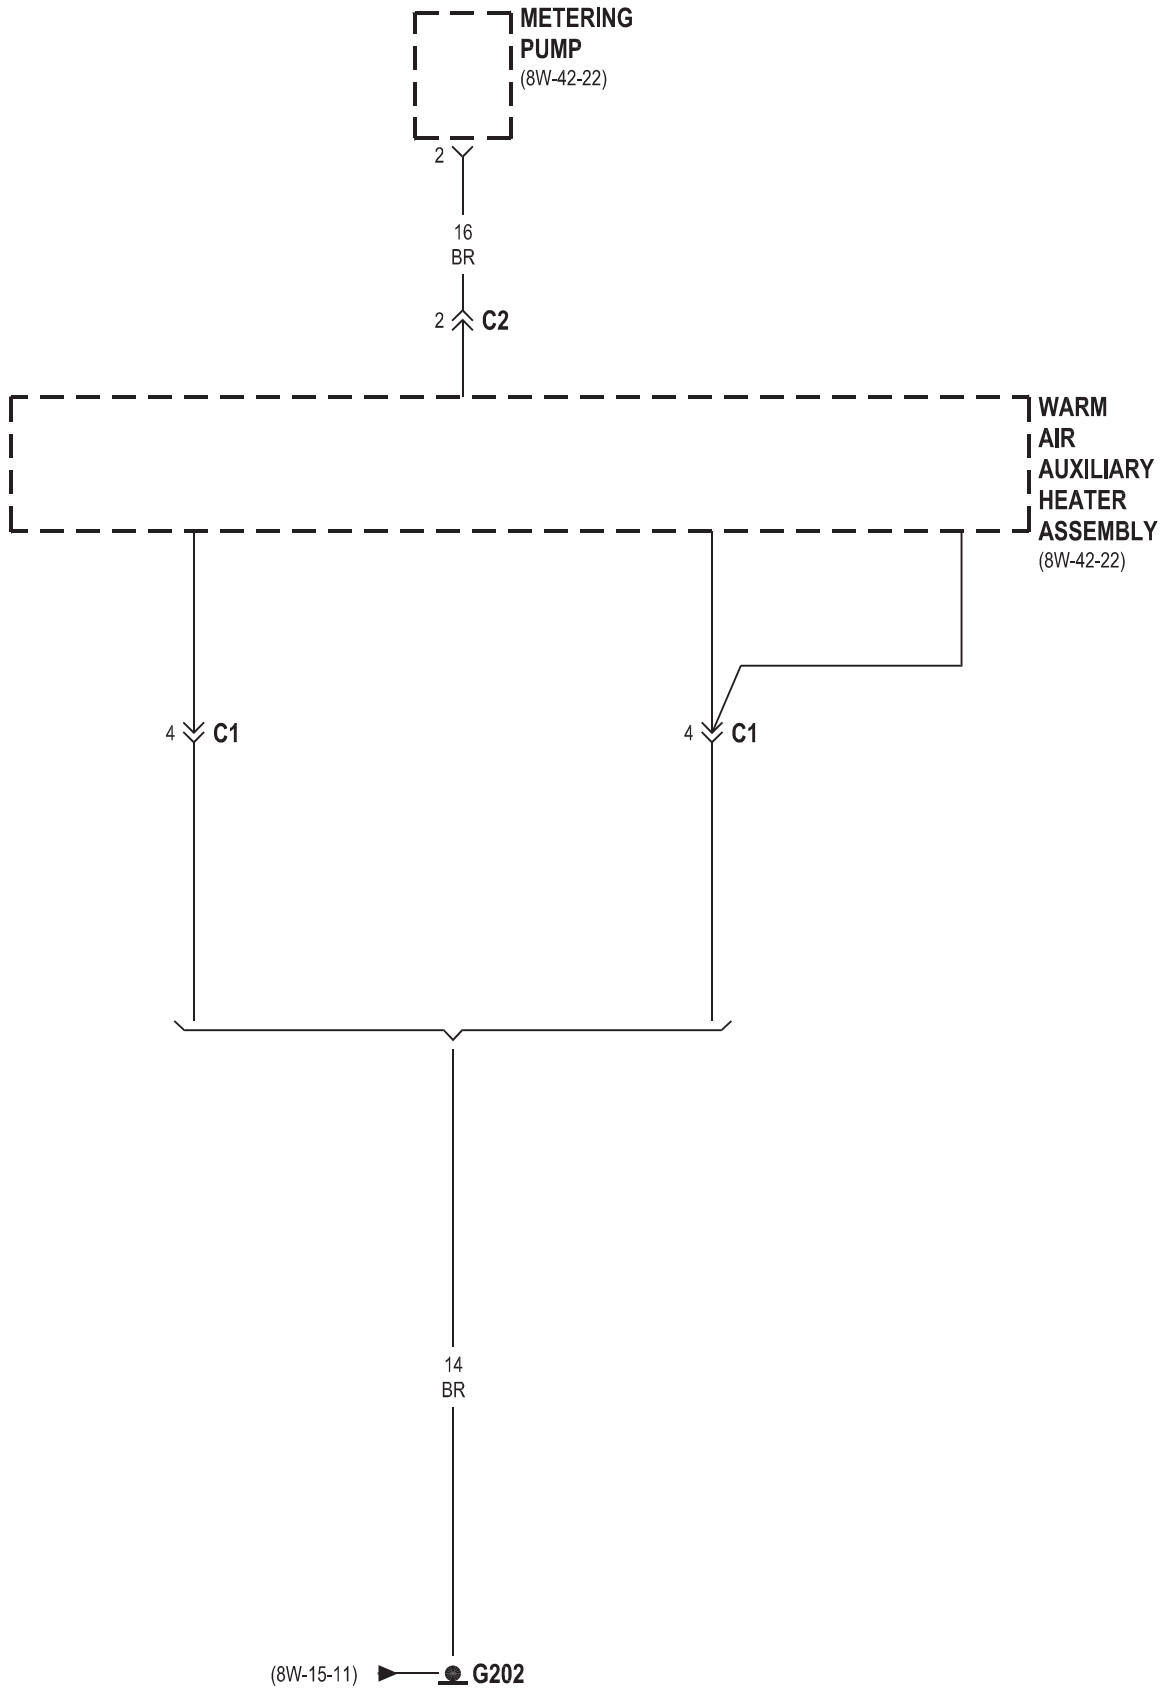 METERING
PUMP
(8W-42-22)
2
16
BR
2 C2
WARM
AIR
AUXILIARY
HEATER
ASSEMBLY
(8W-42-22)
4 C1
4 C1
14
BR
(8W-15-11) G202